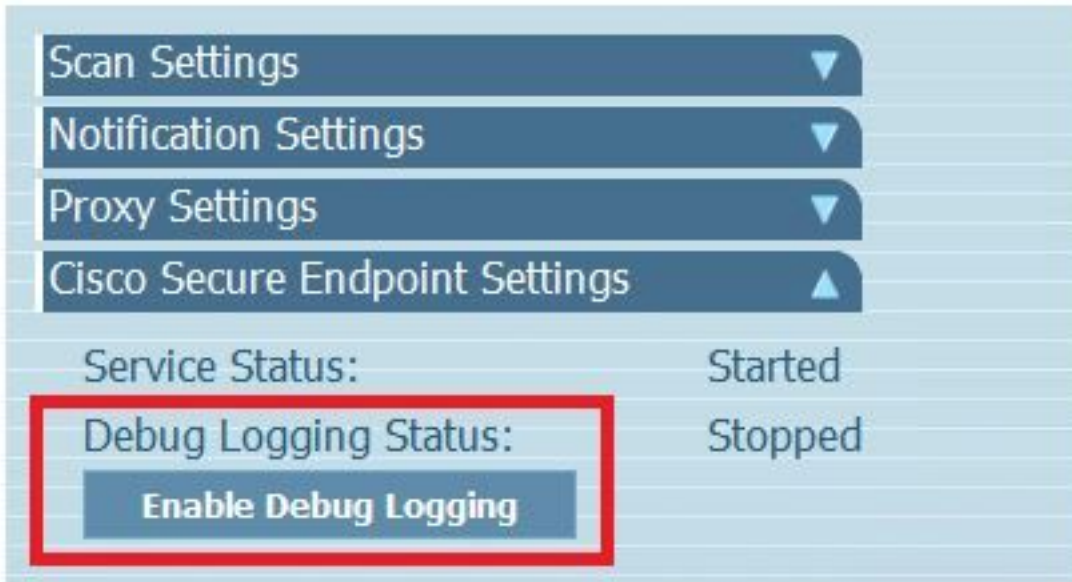 Scan Settings
Notification Settings
Proxy Settings
Cisco Secure Endpoint Settings
Service Status: Started
Debug Logging Status: Stopped
Enable Debug Logging